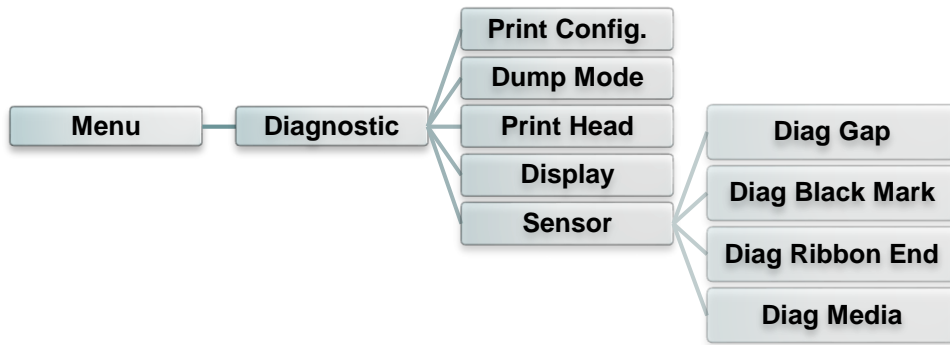 Menu
Diagnostic
Print Config.
Dump Mode
Print Head
Display
Sensor
Diag Gap
Diag Black Mark
Diag Ribbon End
Diag Media